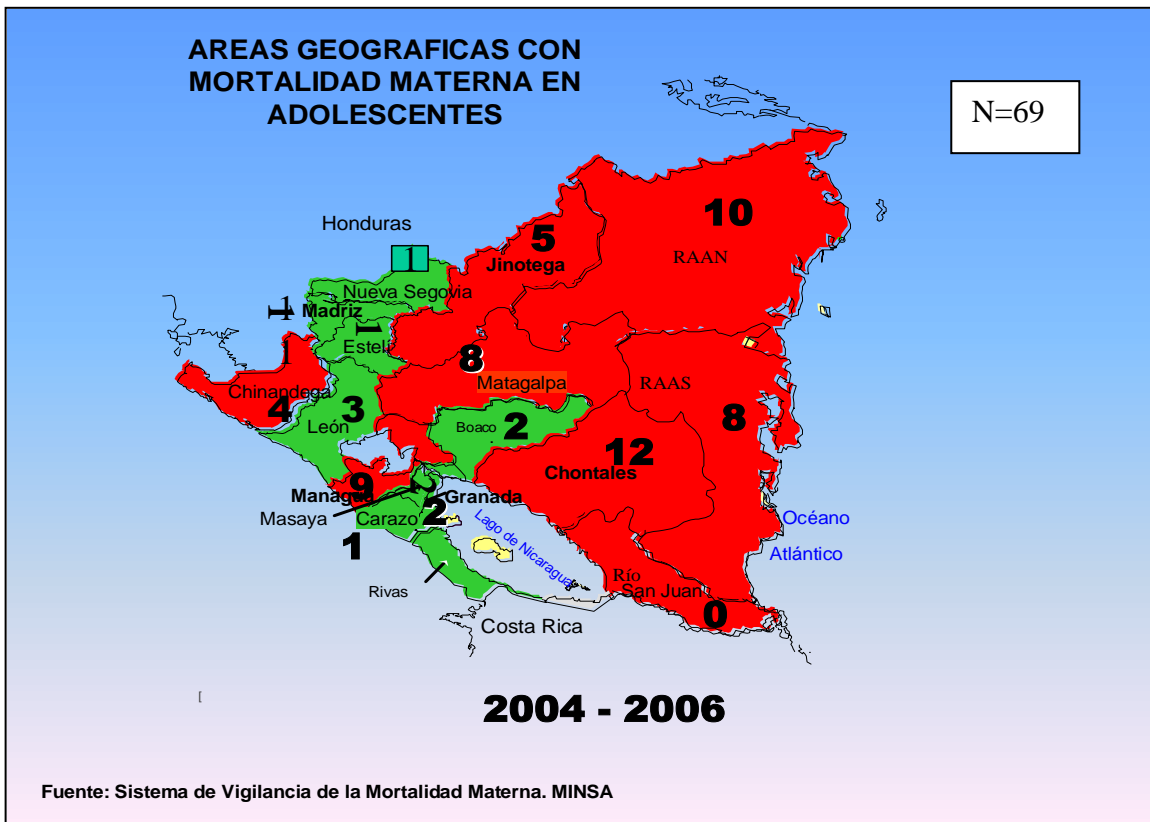 AREAS GEOGRAFICAS CON
MORTALIDAD MATERNA EN
ADOLESCENTES
N=69
10
RAAN
Honduras
5
Jinotega
1
Nueva Segovia
1
Madriz
1
Estelí
1
8
Matagalpa
RAAS
Chinandega
4
3
León
Boaco
2
8
12
Chontales
9
Managua
2
Granada
Masaya
Carazo
2
1
Lago de Nicaragua
Océano
Atlántico
Rivas
Río
San Juan
0
Costa Rica
[
2004 - 2006
Fuente: Sistema de Vigilancia de la Mortalidad Materna. MINSA